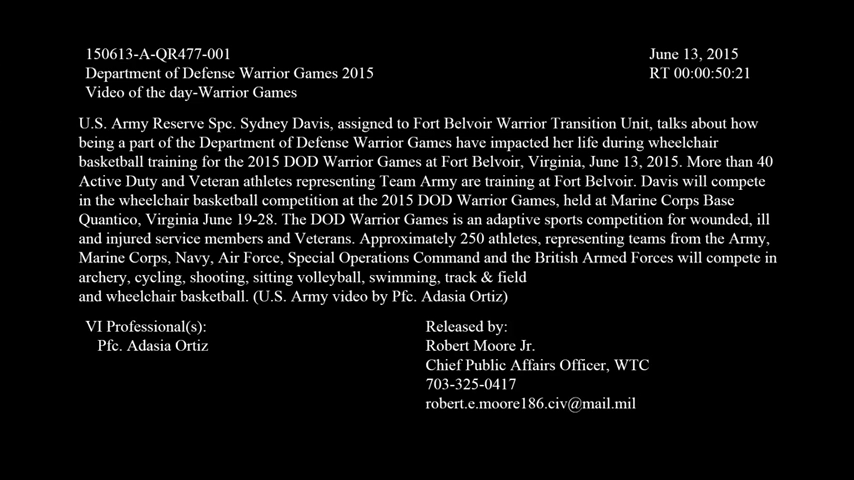 150613-A-QR477-001
June 13, 2015
Department of Defense Warrior Games 2015
RT 00:00:50:21
Video of the day-Warrior Games
U.S. Army Reserve Spc. Sydney Davis, assigned to Fort Belvoir Warrior Transition Unit, talks about how
being a part of the Department of Defense Warrior Games have impacted her life during wheelchair
basketball training for the 2015 DOD Warrior Games at Fort Belvoir, Virginia, June 13, 2015. More than 40
Active Duty and Veteran athletes representing Team Army are training at Fort Belvoir. Davis will compete
in the wheelchair basketball competition at the 2015 DOD Warrior Games, held at Marine Corps Base
Quantico, Virginia June 19-28. The DOD Warrior Games is an adaptive sports competition for wounded, ill
and injured service members and Veterans. Approximately 250 athletes, representing teams from the Army,
Marine Corps, Navy, Air Force, Special Operations Command and the British Armed Forces will compete in
archery, cycling, shooting, sitting volleyball, swimming, track & field
and wheelchair basketball. (U.S. Army video by Pfc. Adasia Ortiz)
VI Professional(s):
Pfc. Adasia Ortiz
Released by:
Robert Moore Jr.
Chief Public Affairs Officer, WTC
703-325-0417
robert.e.moore186.civ@mail.mil